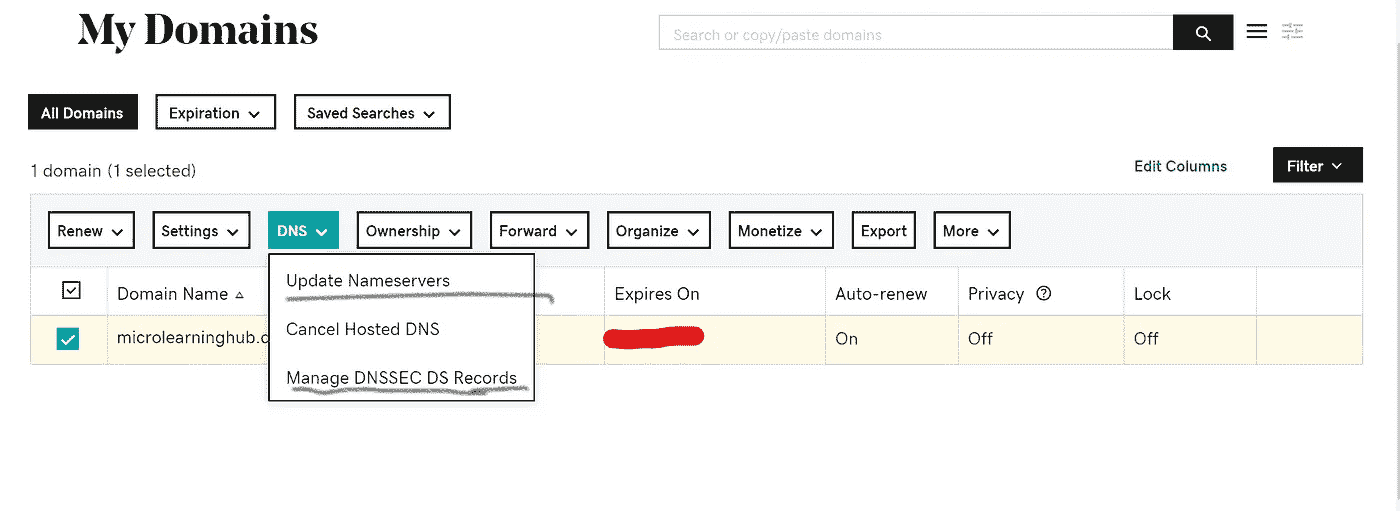 My Domains
Search or copy/paste domains
All Domains Expiration Saved Searches
1 domain (1 selected)
Edit Columns Filter
Renew Settings DNS Ownership Forward Organize Monetize Export More
Update Nameservers
Cancel Hosted DNS
Manage DNSSEC DS Records
Domain Name Expires On Auto-renew Privacy Lock
microlearninghub. On Off Off